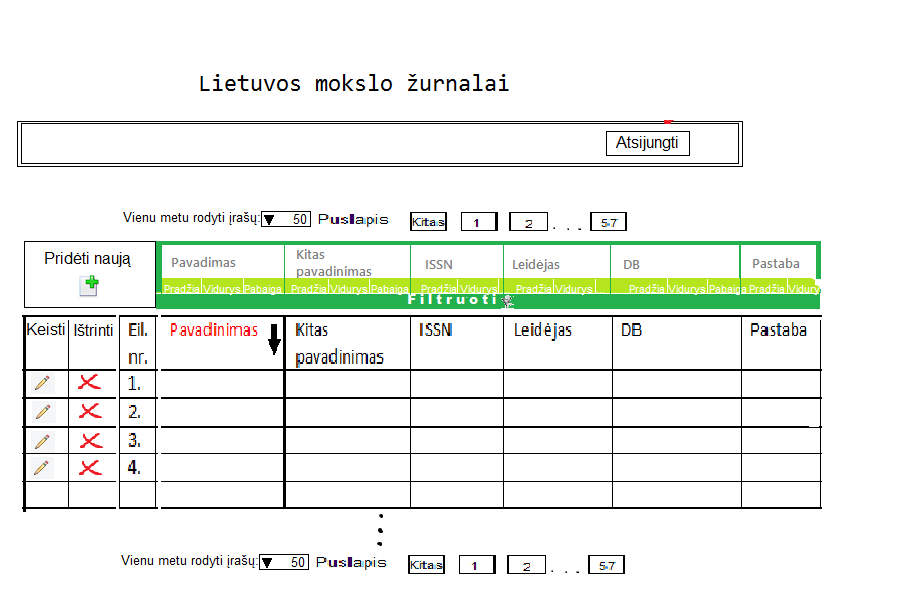 Lietuvos mokslo žurnalai
Atsijungti
Vienu metu rodyti įrašų: 50 Puslapis Kitas 1 2 . . . 57
Pridėti naują
Pavadimas Kitas pavadinimas ISSN Leidėjas DB Pastaba
Pradžia Vidurys Pabaiga Pradžia Vidurys Pabaiga Pradžia Vidurys Pradžia Vidurys Pradžia Vidurys Pabaiga Pradžia Vidurys
Filtruoti
Keisti Ištrinti Eil. nr. Pavadinimas Kitas pavadinimas ISSN Leidėjas DB Pastaba
1.
2.
3.
4.
Vienu metu rodyti įrašų: 50 Puslapis Kitas 1 2 . . . 57